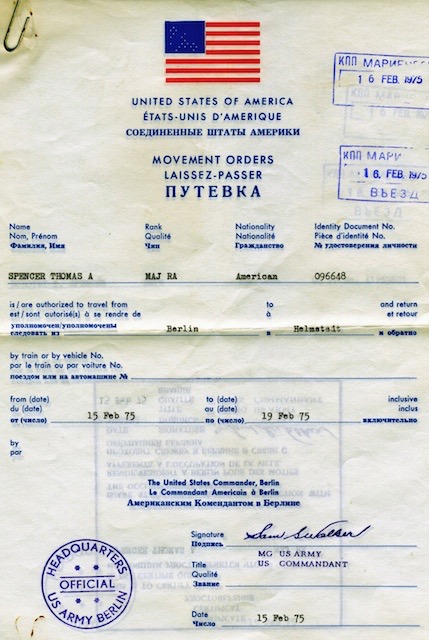 UNITED STATES OF AMERICA
ÉTATS-UNIS D'AMERIQUE
СОЕДИНЕННЫЕ ШТАТЫ АМЕРИКИ
КПП МАРИЕН
16 FEB. 1975
MOVEMENT ORDERS
LAISSEZ-PASSER
ПУТЕВКА
КПП МАРИ
16. FEB. 1975
ВЪЕЗД
Name Rank Nationality Identity Document No.
Nom, Prénom Qualité Nationalité Pièce d'identité No.
Фамилия, Имя Чин Гражданство № удостоверения личности
SPENCER THOMAS A MAJ RA American 096648
is/are authorized to travel from to and return
est/sont autorisé(s) à se rendre de à et retour
уполномочен/уполномочены
следовать из Berlin в Helmstedt и обратно
by train or by vehicle No.
par le train ou par voiture No.
поездом или на автомашине №
from (date) to (date) inclusive
du (date) au (date) inclus
от (число) 15 Feb 75 по (число) 19 Feb 75 включительно
by
par
The United States Commander, Berlin
Le Commandant Americain à Berlin
Американским Комендантом в Берлине
Signature Sam S. Walker
Подпись
MG US ARMY
Title US COMMANDANT
Qualité
Звание
HEADQUARTERS
OFFICIAL
US ARMY BERLIN
Date
Число 15 Feb 75